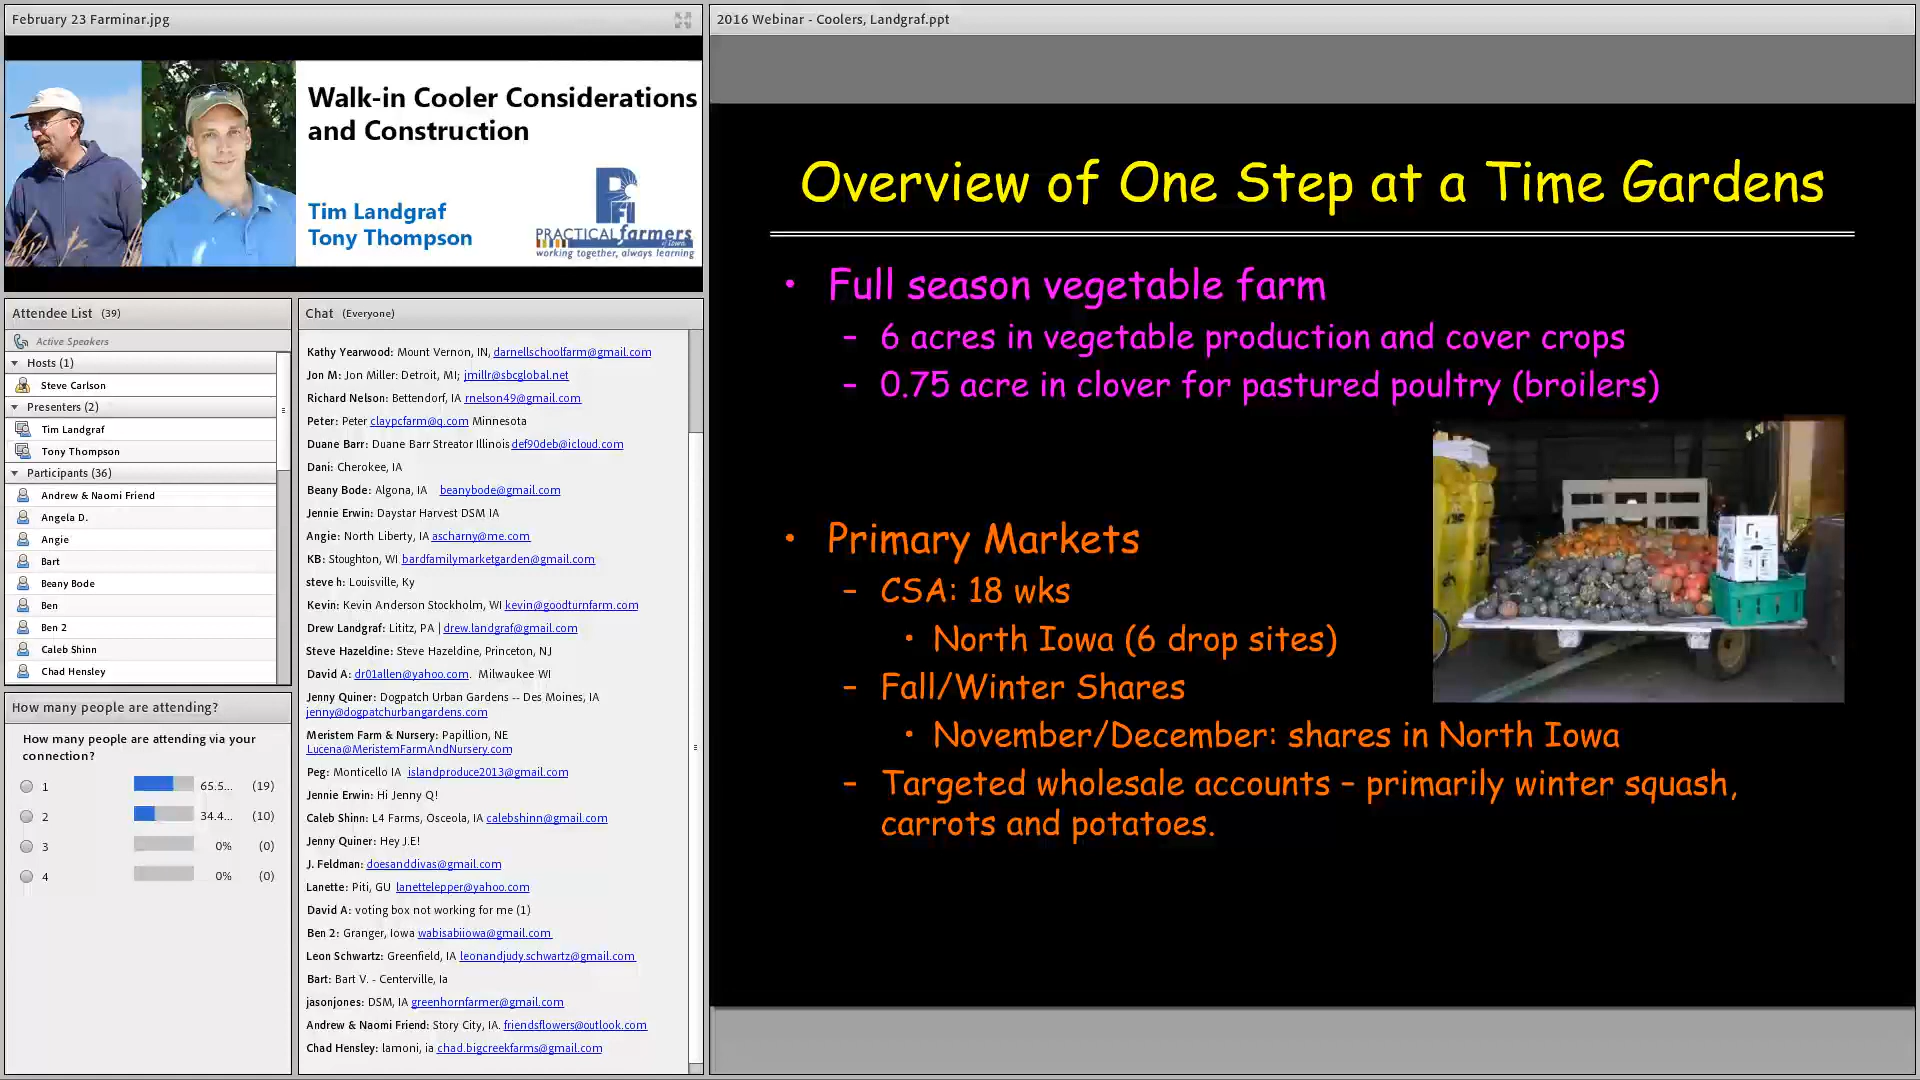 February 23 Farminar.jpg
Walk-in Cooler Considerations
and Construction
Tim Landgraf
Tony Thompson
PFI
PRACTICAL farmers
of Iowa
working together, always learning
Attendee List (39)
Active Speakers
Hosts (1)
Steve Carlson
Presenters (2)
Tim Landgraf
Tony Thompson
Participants (36)
Andrew & Naomi Friend
Angela D.
Angie
Bart
Beany Bode
Ben
Ben 2
Caleb Shinn
Chad Hensley
How many people are attending?
How many people are attending via your
connection?
1 65.5... (19)
2 34.4... (10)
3 0% (0)
4 0% (0)
Chat (Everyone)
Kathy Yearwood: Mount Vernon, IN, darnellschoolfarm@gmail.com
Jon M: Jon Miller: Detroit, MI; jmillr@sbcglobal.net
Richard Nelson: Bettendorf, IA rnelson49@gmail.com
Peter: Peter claypcfarm@q.com Minnesota
Duane Barr: Duane Barr Streator Illinois def90deb@icloud.com
Dani: Cherokee, IA
Beany Bode: Algona, IA beanybode@gmail.com
Jennie Erwin: Daystar Harvest DSM IA
Angie: North Liberty, IA ascharny@me.com
KB: Stoughton, WI bardfamilymarketgarden@gmail.com
steve h: Louisville, Ky
Kevin: Kevin Anderson Stockholm, WI kevin@goodturnfarm.com
Drew Landgraf: Lititz, PA | drew.landgraf@gmail.com
Steve Hazeldine: Steve Hazeldine, Princeton, NJ
David A: dr01allen@yahoo.com. Milwaukee WI
Jenny Quiner: Dogpatch Urban Gardens -- Des Moines, IA
jenny@dogpatchurbangardens.com
Meristem Farm & Nursery: Papillion, NE
Lucena@MeristemFarmAndNursery.com
Peg: Monticello IA islandproduce2013@gmail.com
Jennie Erwin: Hi Jenny Q!
Caleb Shinn: L4 Farms, Osceola, IA calebshinn@gmail.com
Jenny Quiner: Hey J.E!
J. Feldman: doesanddivas@gmail.com
Lanette: Piti, GU lanettelepper@yahoo.com
David A: voting box not working for me (1)
Ben 2: Granger, Iowa wabisabiiowa@gmail.com
Leon Schwartz: Greenfield, IA leonandjudy.schwartz@gmail.com
Bart: Bart V. - Centerville, Ia
jasonjones: DSM, IA greenhornfarmer@gmail.com
Andrew & Naomi Friend: Story City, IA. friendsflowers@outlook.com
Chad Hensley: lamoni, ia chad.bigcreekfarms@gmail.com
2016 Webinar - Coolers, Landgraf.ppt
Overview of One Step at a Time Gardens
• Full season vegetable farm
– 6 acres in vegetable production and cover crops
– 0.75 acre in clover for pastured poultry (broilers)
• Primary Markets
– CSA: 18 wks
• North Iowa (6 drop sites)
– Fall/Winter Shares
• November/December: shares in North Iowa
– Targeted wholesale accounts – primarily winter squash,
carrots and potatoes.